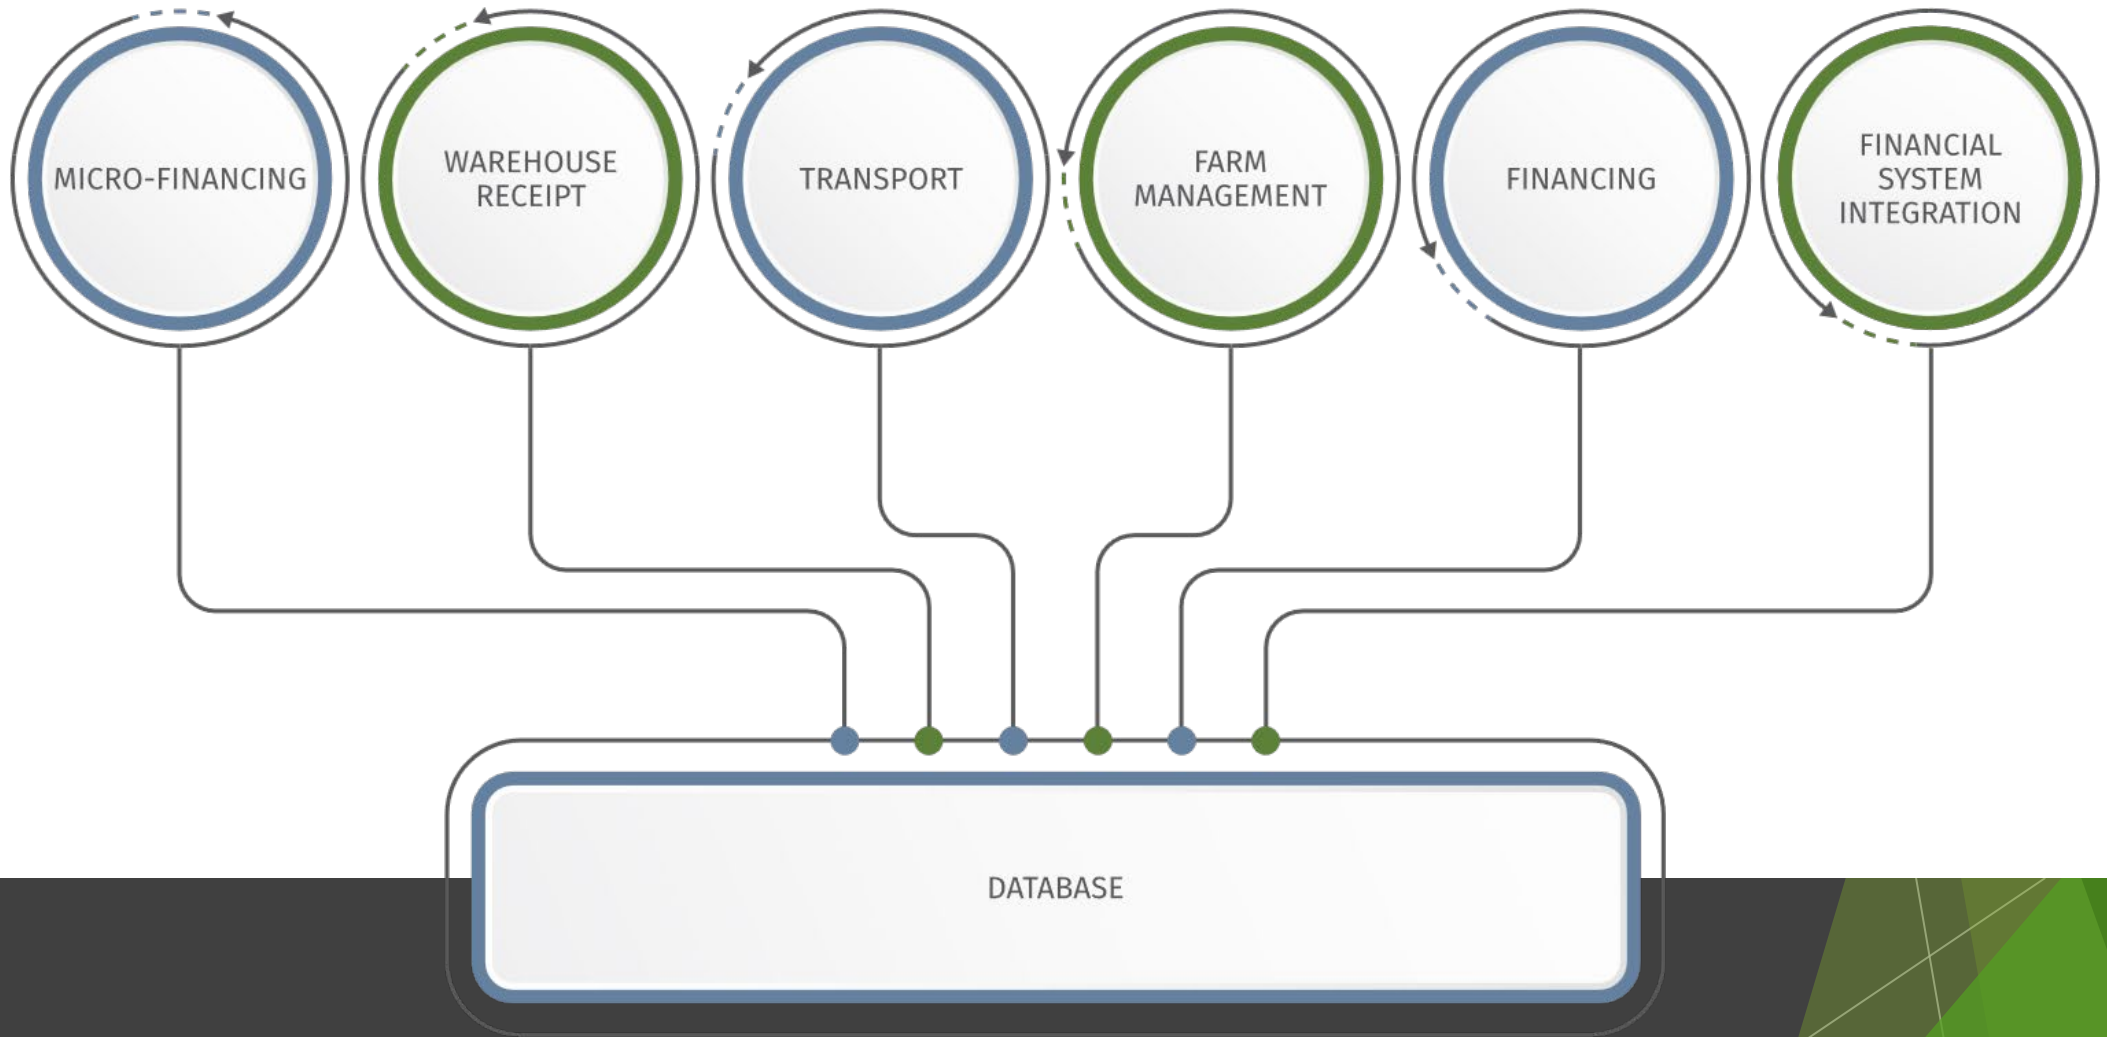 MICRO-FINANCING
WAREHOUSE
RECEIPT
TRANSPORT
FARM
MANAGEMENT
FINANCING
FINANCIAL
SYSTEM
INTEGRATION
DATABASE